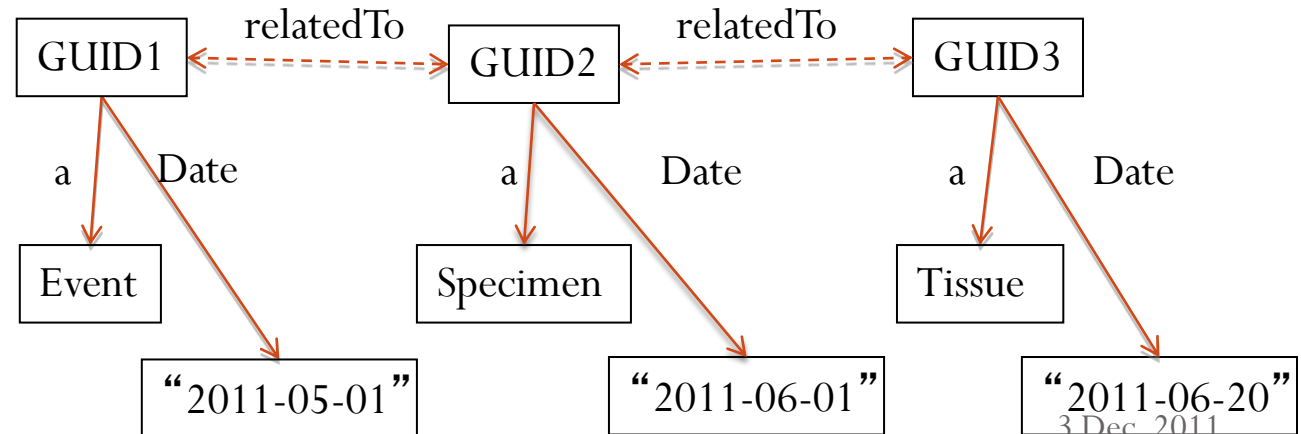 relatedTo relatedTo
GUID1 GUID2 GUID3
a Date a Date a Date
Event Specimen Tissue
“2011-05-01” “2011-06-01” “2011-06-20”
3 Dec. 2011